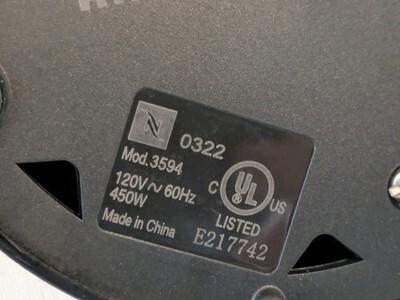 N
0322
Mod.3594
120V~60Hz
450W
Made in China
C UL US
LISTED
E217742